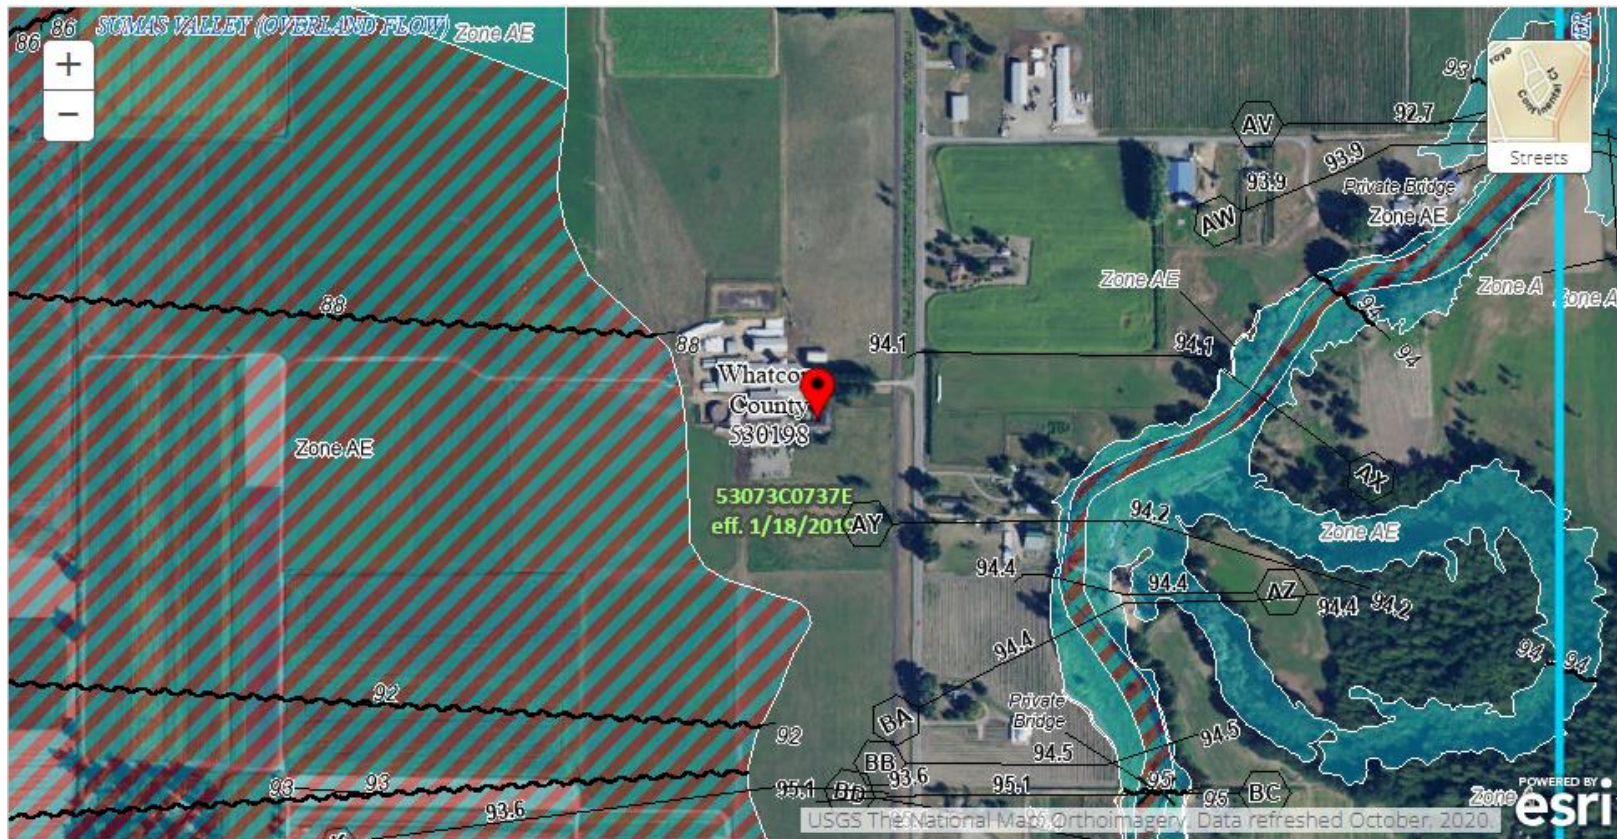 86
86
SUMAS VALLEY (OVERLAND FLOW)
Zone AE
+
−
93
royo
Continental
Ct
Streets
AV
92.7
93.9
93.9
AW
Private Bridge
Zone AE
Zone AE
Zone A
Zone A
88
88
94.1
94.1
94
94
Whatco
County
530198
Zone AE
53073C0737E
eff. 1/18/2019
AY
94.2
AX
Zone AE
94.4
94.4
AZ
94.4
94.2
94.4
94
94
92
92
BA
Private
Bridge
BB
94.5
94.5
93
93
93.6
93.6
95.1
95.1
95
95
BC
Zone
POWERED BY
esri
USGS The National Map: Orthoimagery. Data refreshed October, 2020.